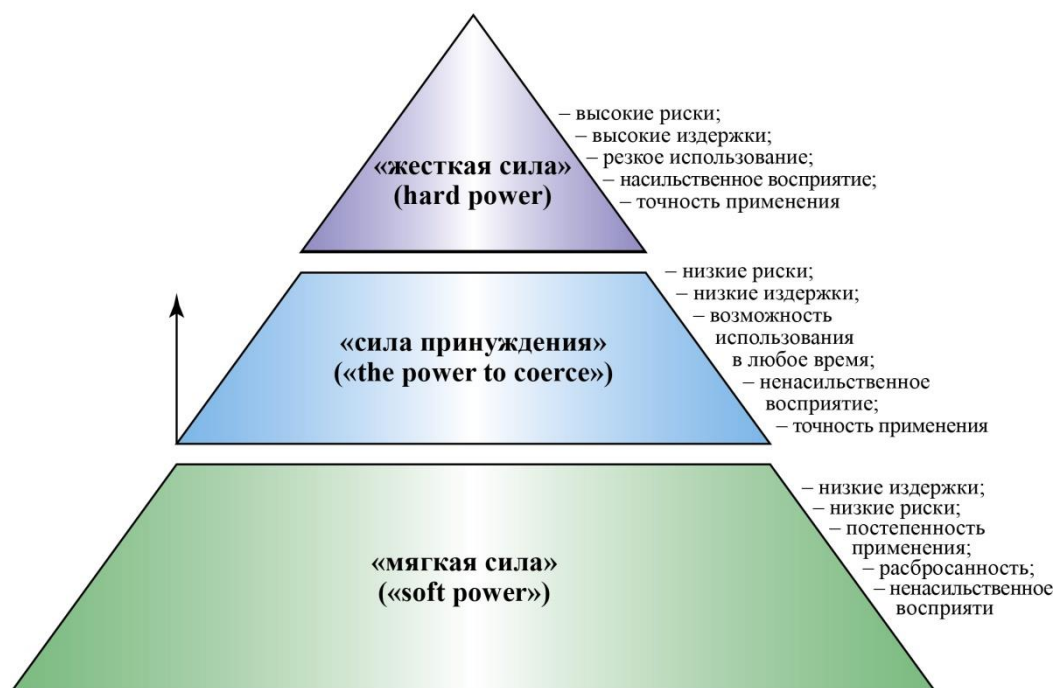 «жесткая сила»
(hard power)
– высокие риски;
– высокие издержки;
– резкое использование;
– насильственное восприятие;
– точность применения
«сила принуждения»
(«the power to coerce»)
– низкие риски;
– низкие издержки;
– возможность
использования
в любое время;
– ненасильственное
восприятие;
– точность применения
«мягкая сила»
(«soft power»)
– низкие издержки;
– низкие риски;
– постепенность
применения;
– расбросанность;
– ненасильственное
восприяти